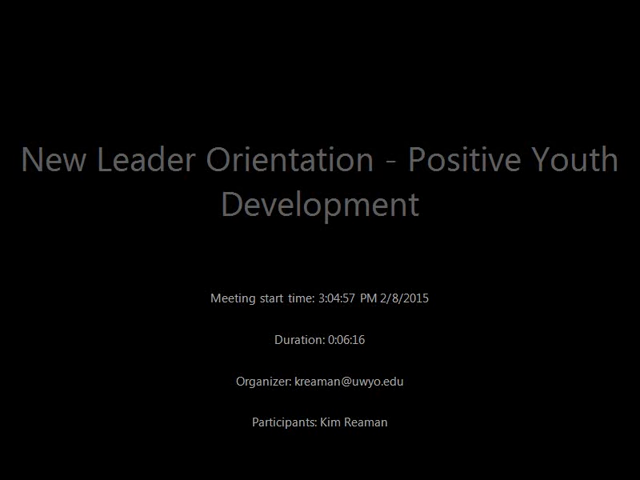 New Leader Orientation - Positive Youth
Development
Meeting start time: 3:04:57 PM 2/8/2015
Duration: 0:06:16
Organizer: kreaman@uwyo.edu
Participants: Kim Reaman